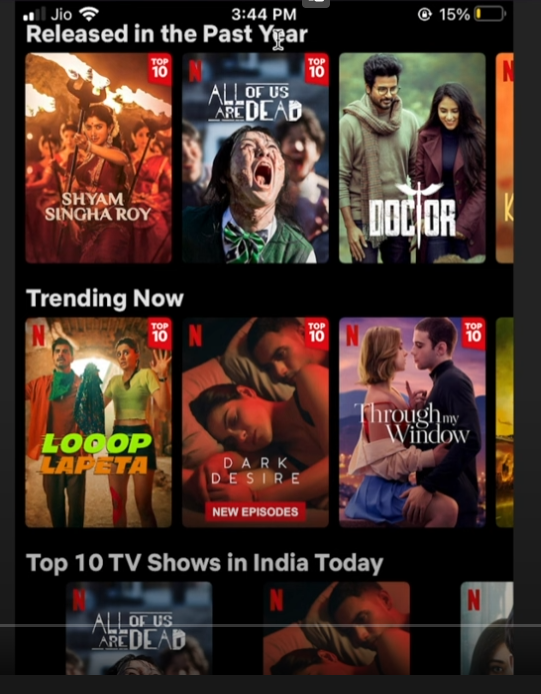 Jio 3:44 PM 15%
Released in the Past Year
TOP
10
SHYAM
SINGHA ROY
N
TOP
10
ALL OF US
ARE DEAD
DOCTOR
N
K
Trending Now
N
TOP
10
LOOOP
LAPETA
N
TOP
10
DARK
DESIRE
NEW EPISODES
N
TOP
10
Through my
Window
Top 10 TV Shows in India Today
N
ALL OF US
ARE DEAD
N
N